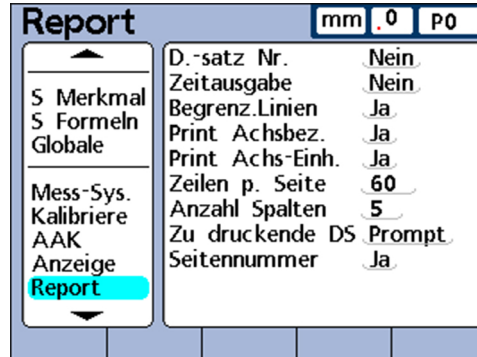 Report
mm .0 P0
S Merkmal
S Formeln
Globale
Mess-Sys.
Kalibriere
AAK
Anzeige
Report
D.-satz Nr. Nein
Zeitausgabe Nein
Begrenz.Linien Ja
Print Achsbez. Ja
Print Achs-Einh. Ja
Zeilen p. Seite 60
Anzahl Spalten 5
Zu druckende DS Prompt
Seitennummer Ja